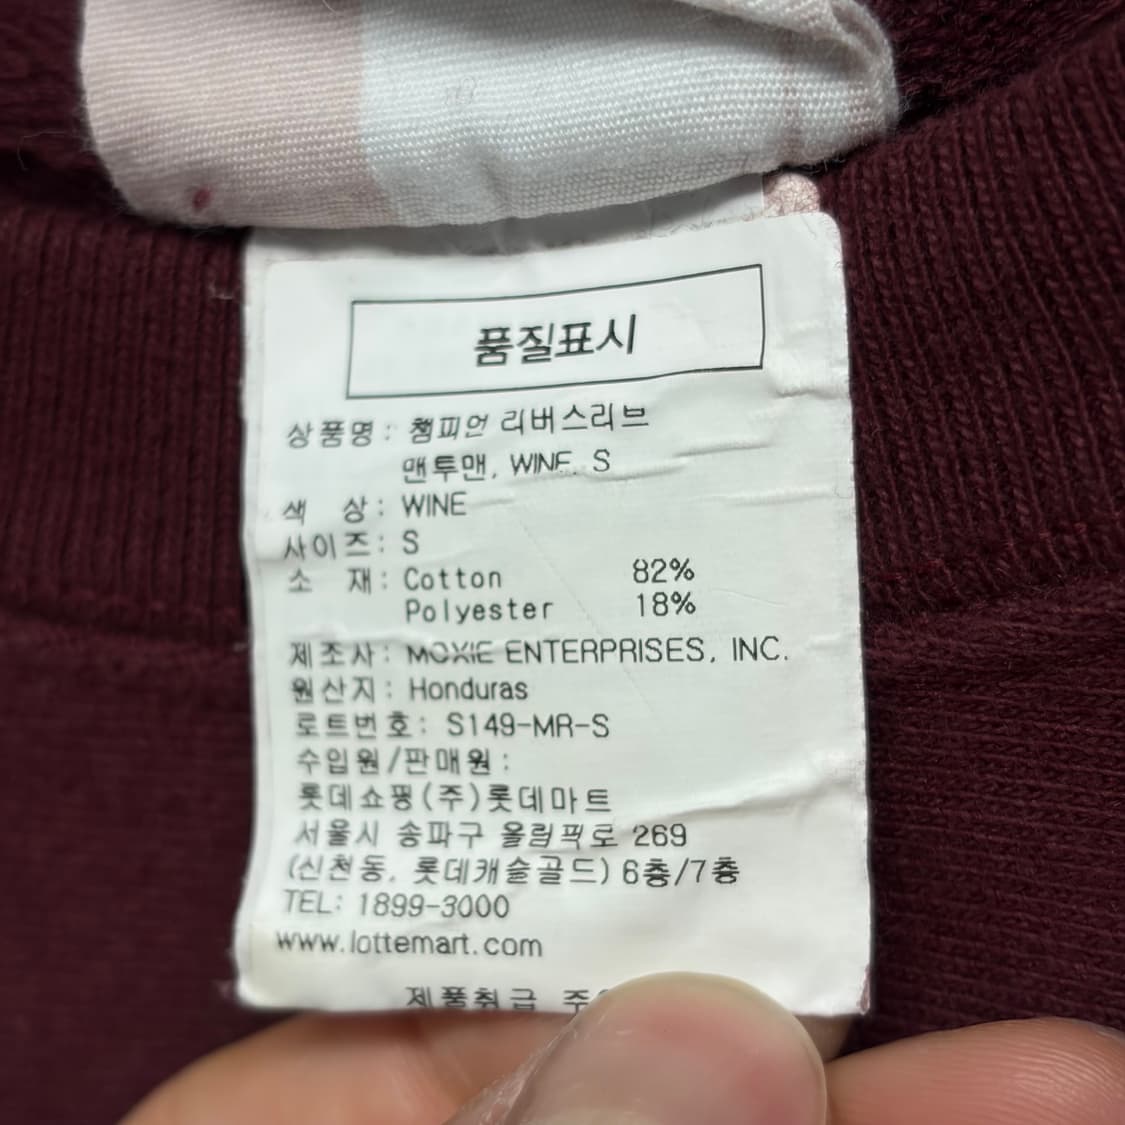 품질표시
상품명: 챔피언 리버스리브
맨투맨, WINE, S
색 상: WINE
사이즈: S
소 재: Cotton 82%
Polyester 18%
제조사: MOXIE ENTERPRISES, INC.
원산지: Honduras
로트번호: S149-MR-S
수입원/판매원:
롯데쇼핑(주)롯데마트
서울시 송파구 올림픽로 269
(신천동, 롯데캐슬골드) 6층/7층
TEL: 1899-3000
www.lottemart.com
제품취급